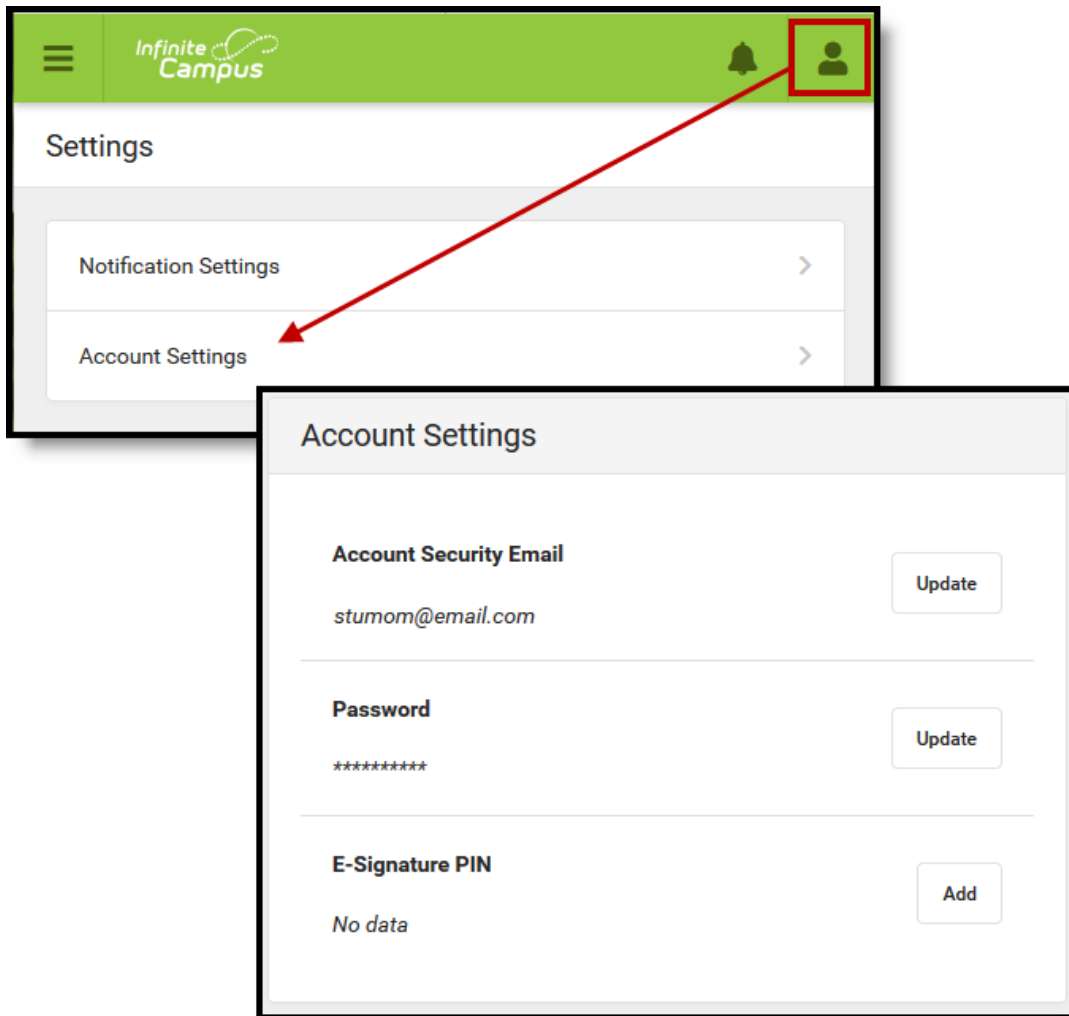 Infinite
Campus
Settings
Notification Settings
Account Settings
Account Settings
Account Security Email
Update
stumom@email.com
Password
Update
**********
E-Signature PIN
Add
No data